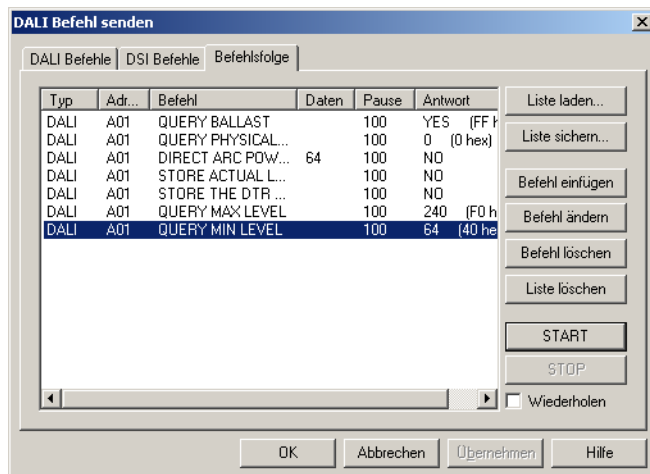 DALI Befehl senden
DALI Befehle DSI Befehle Befehlsfolge
Typ Adr... Befehl Daten Pause Antwort
DALI A01 QUERY BALLAST 100 YES (FF h
DALI A01 QUERY PHYSICAL... 100 0 (0 hex)
DALI A01 DIRECT ARC POW... 64 100 NO
DALI A01 STORE ACTUAL L... 100 NO
DALI A01 STORE THE DTR ... 100 NO
DALI A01 QUERY MAX LEVEL 100 240 (F0 h
DALI A01 QUERY MIN LEVEL 100 64 (40 he
Liste laden...
Liste sichern...
Befehl einfügen
Befehl ändern
Befehl löschen
Liste löschen
START
STOP
Wiederholen
OK Abbrechen Übernehmen Hilfe